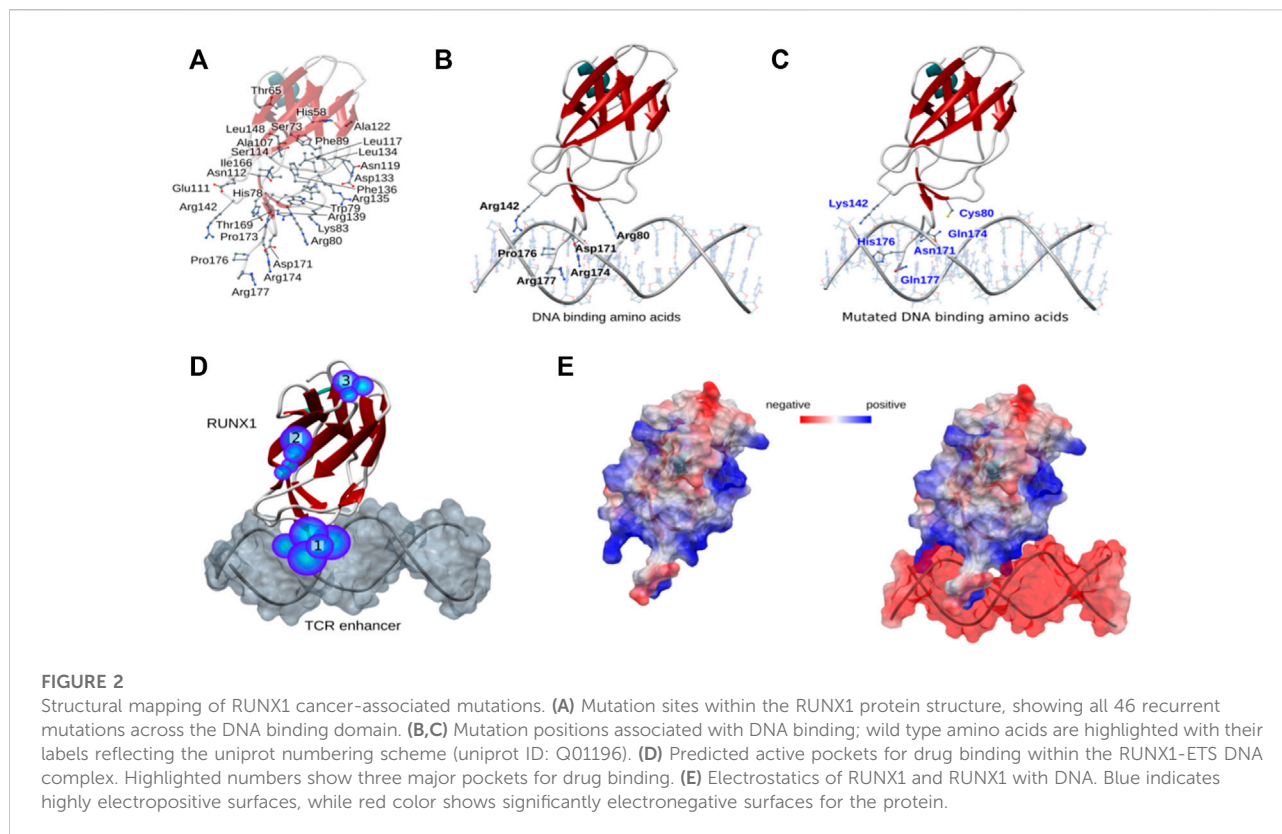 A
Thr65
His58
Ser73
Leu148
Ala122
Ala107
Phe89
Leu117
Ser114
Leu134
Ile166
Asn119
Asn112
Asp133
Glu111
Phe136
His78
Arg135
Arg142
Trp79
Arg139
Thr169
Lys83
Pro173
Arg80
Pro176
Asp171
Arg174
Arg177
B
Arg142
Arg80
Asp171
Pro176
Arg174
Arg177
DNA binding amino acids
C
Lys142
Cys80
Gln174
His176
Asn171
Gln177
Mutated DNA binding amino acids
D
3
RUNX1
2
1
TCR enhancer
E
negative positive
FIGURE 2
Structural mapping of RUNX1 cancer-associated mutations. (A) Mutation sites within the RUNX1 protein structure, showing all 46 recurrent
mutations across the DNA binding domain. (B,C) Mutation positions associated with DNA binding; wild type amino acids are highlighted with their
labels reflecting the uniprot numbering scheme (uniprot ID: Q01196). (D) Predicted active pockets for drug binding within the RUNX1-ETS DNA
complex. Highlighted numbers show three major pockets for drug binding. (E) Electrostatics of RUNX1 and RUNX1 with DNA. Blue indicates
highly electropositive surfaces, while red color shows significantly electronegative surfaces for the protein.